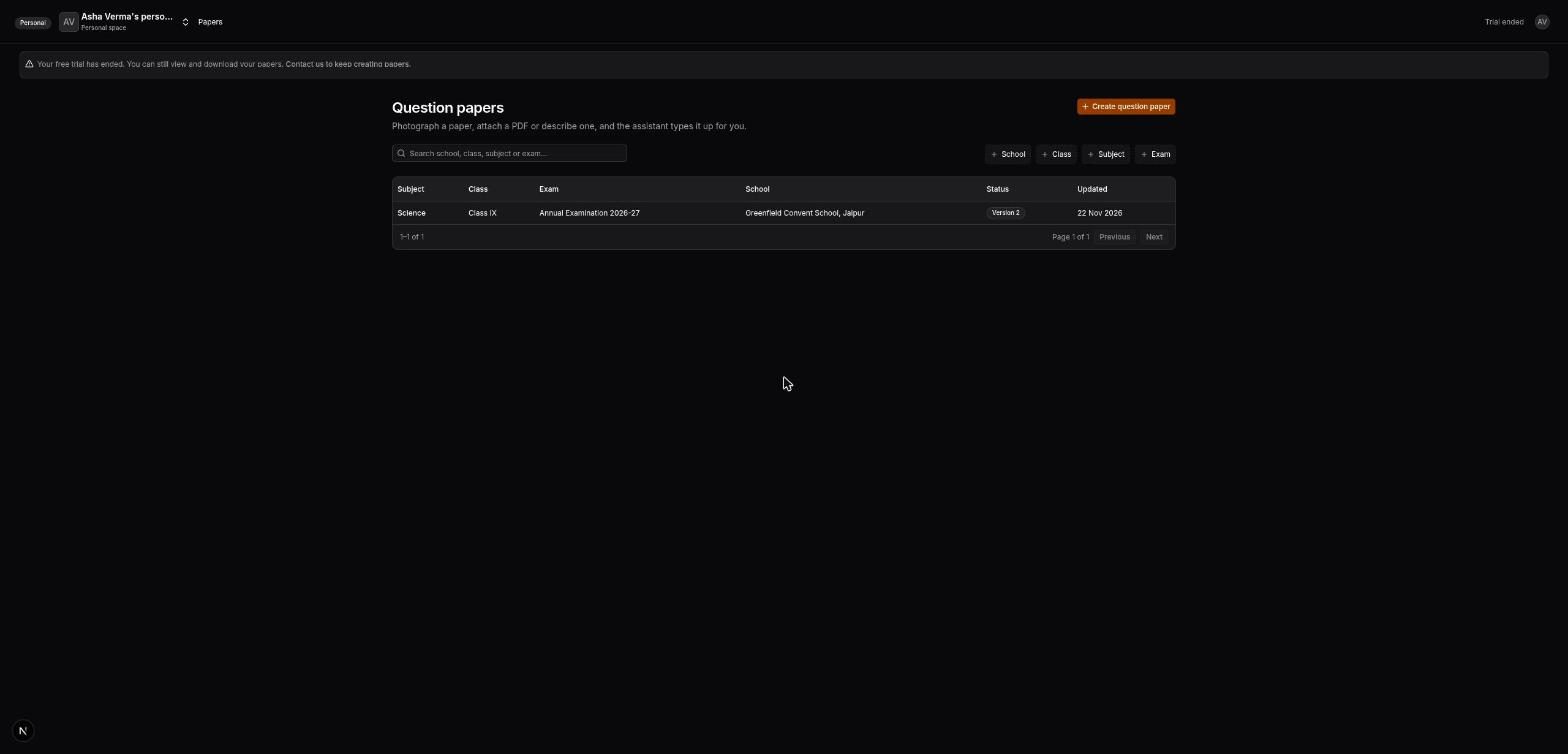 Personal
AV
Asha Verma's perso...
Personal space
Papers
Trial ended
AV
Your free trial has ended. You can still view and download your papers. Contact us to keep creating papers.
Question papers
+ Create question paper
Photograph a paper, attach a PDF or describe one, and the assistant types it up for you.
Search school, class, subject or exam...
+ School + Class + Subject + Exam
Subject Class Exam School Status Updated
Science Class IX Annual Examination 2026-27 Greenfield Convent School, Jaipur Version 2 22 Nov 2026
1–1 of 1 Page 1 of 1 Previous Next
N